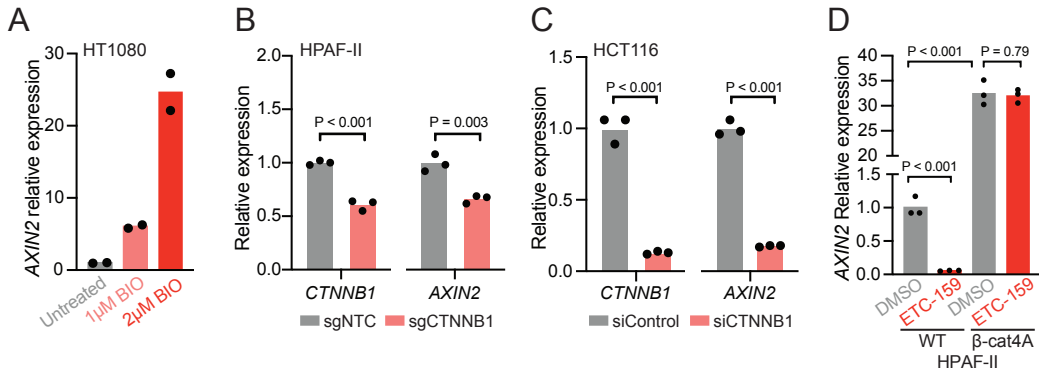 A
HT1080
AXIN2 relative expression
30
20
10
0
Untreated
1µM BIO
2µM BIO
B
HPAF-II
Relative expression
2.0
1.5
1.0
0.5
0.0
P < 0.001
P = 0.003
CTNNB1
AXIN2
sgNTC
sgCTNNB1
C
HCT116
Relative expression
1.5
1.0
0.5
0.0
P < 0.001
P < 0.001
CTNNB1
AXIN2
siControl
siCTNNB1
D
AXIN2 Relative expression
40
35
30
25
20
1.5
1.0
0.5
0.0
P < 0.001
P = 0.79
P < 0.001
DMSO
ETC-159
DMSO
ETC-159
WT
β-cat4A
HPAF-II